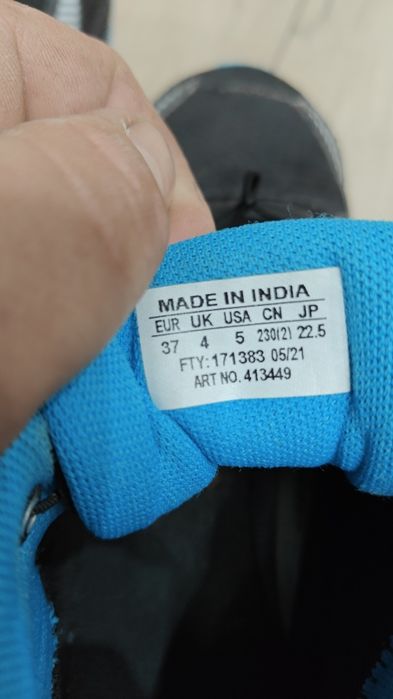 MADE IN INDIA
EUR UK USA CN JP
37 4 5 230(2) 22.5
FTY: 171383 05/21
ART NO. 413449